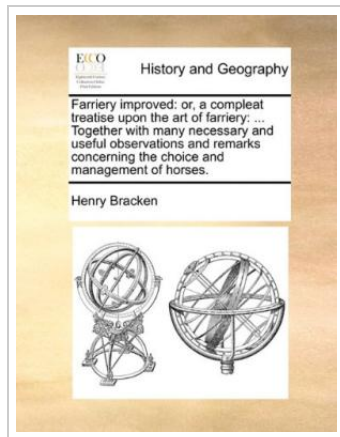 ECCO
History and Geography
Farriery improved: or, a compleat
treatise upon the art of farriery: ...
Together with many necessary and
useful observations and remarks
concerning the choice and
management of horses.
Henry Bracken